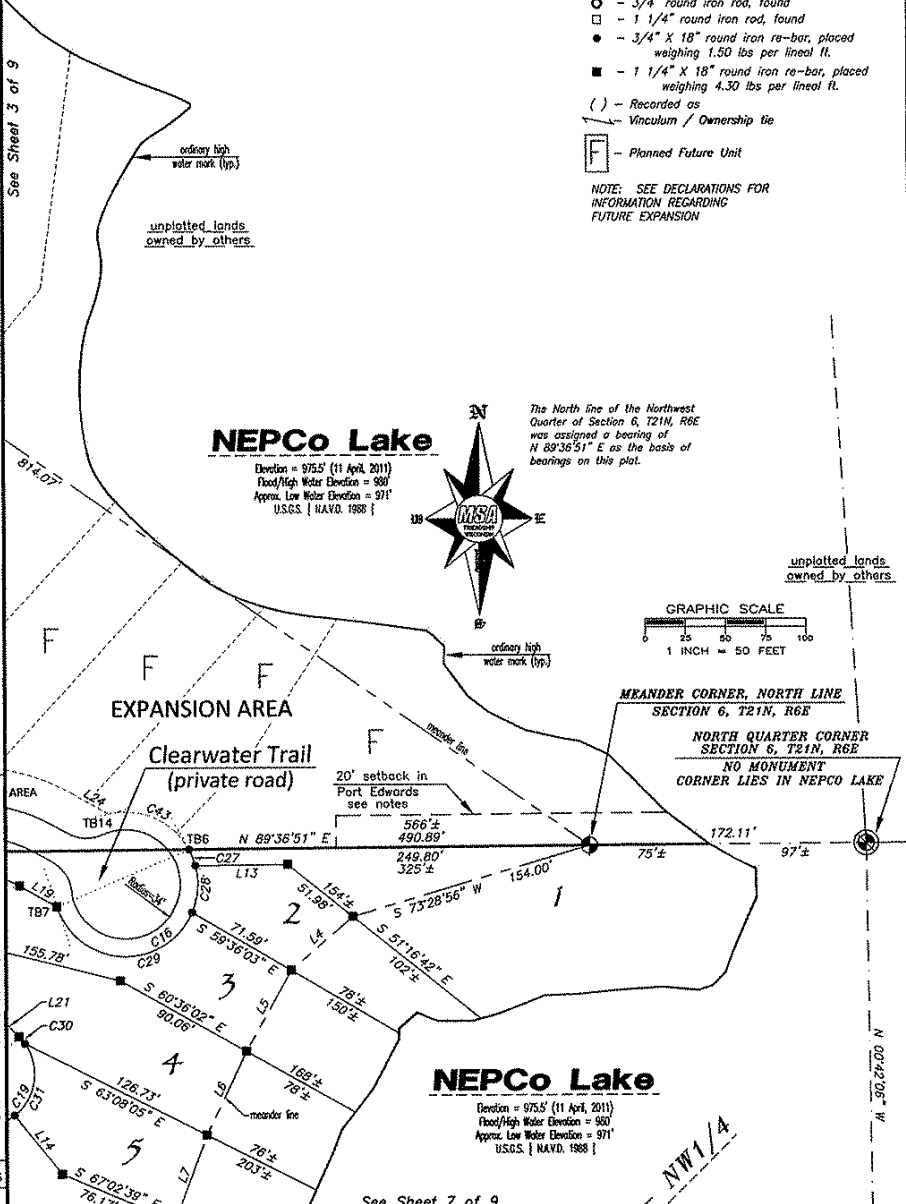 - 3/4" round iron rod, found
- 1 1/4" round iron rod, found
- 3/4" X 18" round iron re-bar, placed
weighing 1.50 lbs per lineal ft.
- 1 1/4" X 18" round iron re-bar, placed
weighing 4.30 lbs per lineal ft.
( ) - Recorded as
- Vinculum / Ownership tie
F - Planned Future Unit
NOTE: SEE DECLARATIONS FOR
INFORMATION REGARDING
FUTURE EXPANSION
See Sheet 3 of 9
ordinary high
water mark (typ.)
unplatted lands
owned by others
NEPCo Lake
Elevation = 975.5' (11 April, 2011)
Flood/High Water Elevation = 980'
Approx. Low Water Elevation = 971'
U.S.G.S. [ N.A.V.D. 1988 ]
N
W
E
S
MSA
FRIENDSHIP
WISCONSIN
The North line of the Northwest
Quarter of Section 6, T21N, R6E
was assigned a bearing of
N 89°36'51" E as the basis of
bearings on this plat.
814.07'
unplatted lands
owned by others
GRAPHIC SCALE
0 25 50 75 100
1 INCH = 50 FEET
ordinary high
water mark (typ.)
F
F
F
F
EXPANSION AREA
meander line
MEANDER CORNER, NORTH LINE
SECTION 6, T21N, R6E
NORTH QUARTER CORNER
SECTION 6, T21N, R6E
NO MONUMENT
CORNER LIES IN NEPCO LAKE
Clearwater Trail
(private road)
20' setback in
Port Edwards
see notes
AREA
L24
C43
TB14
TB6
N 89°36'51" E
566'±
490.89'
249.80'
325'±
172.11'
75'±
97'±
C27
L13
C28
L19
TB7
Radius=34'
C16
C29
154'±
51.98'
S 73°28'56" W
154.00'
1
2
L4
S 51°16'42" E
102'±
71.59'
S 59°36'03" E
155.78'
3
L5
76'±
150'±
S 60°36'02" E
90.06'
L21
C30
4
L6
168'±
78'±
meander line
C19
C31
126.73'
S 63°08'05" E
L14
5
L7
76'±
203'±
S 67°02'39" E
NEPCo Lake
Elevation = 975.5' (11 April, 2011)
Flood/High Water Elevation = 980'
Approx. Low Water Elevation = 971'
U.S.G.S. [ N.A.V.D. 1988 ]
N 00°42'06" W
NW1/4
See Sheet 7 of 9